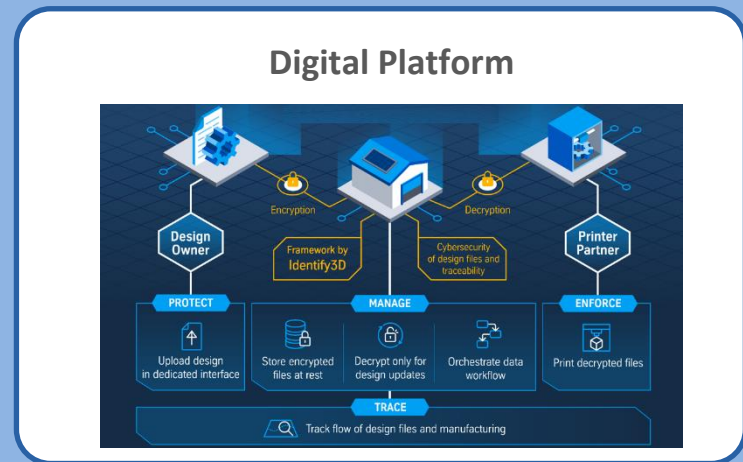 Digital Platform
Encryption
Decryption
Design
Owner
Framework by
Identify3D
Cybersecurity
of design files and
traceability
Printer
Partner
PROTECT
MANAGE
ENFORCE
Upload design
in dedicated interface
Store encrypted
files at rest
Decrypt only for
design updates
Orchestrate data
workflow
Print decrypted files
TRACE
Track flow of design files and manufacturing